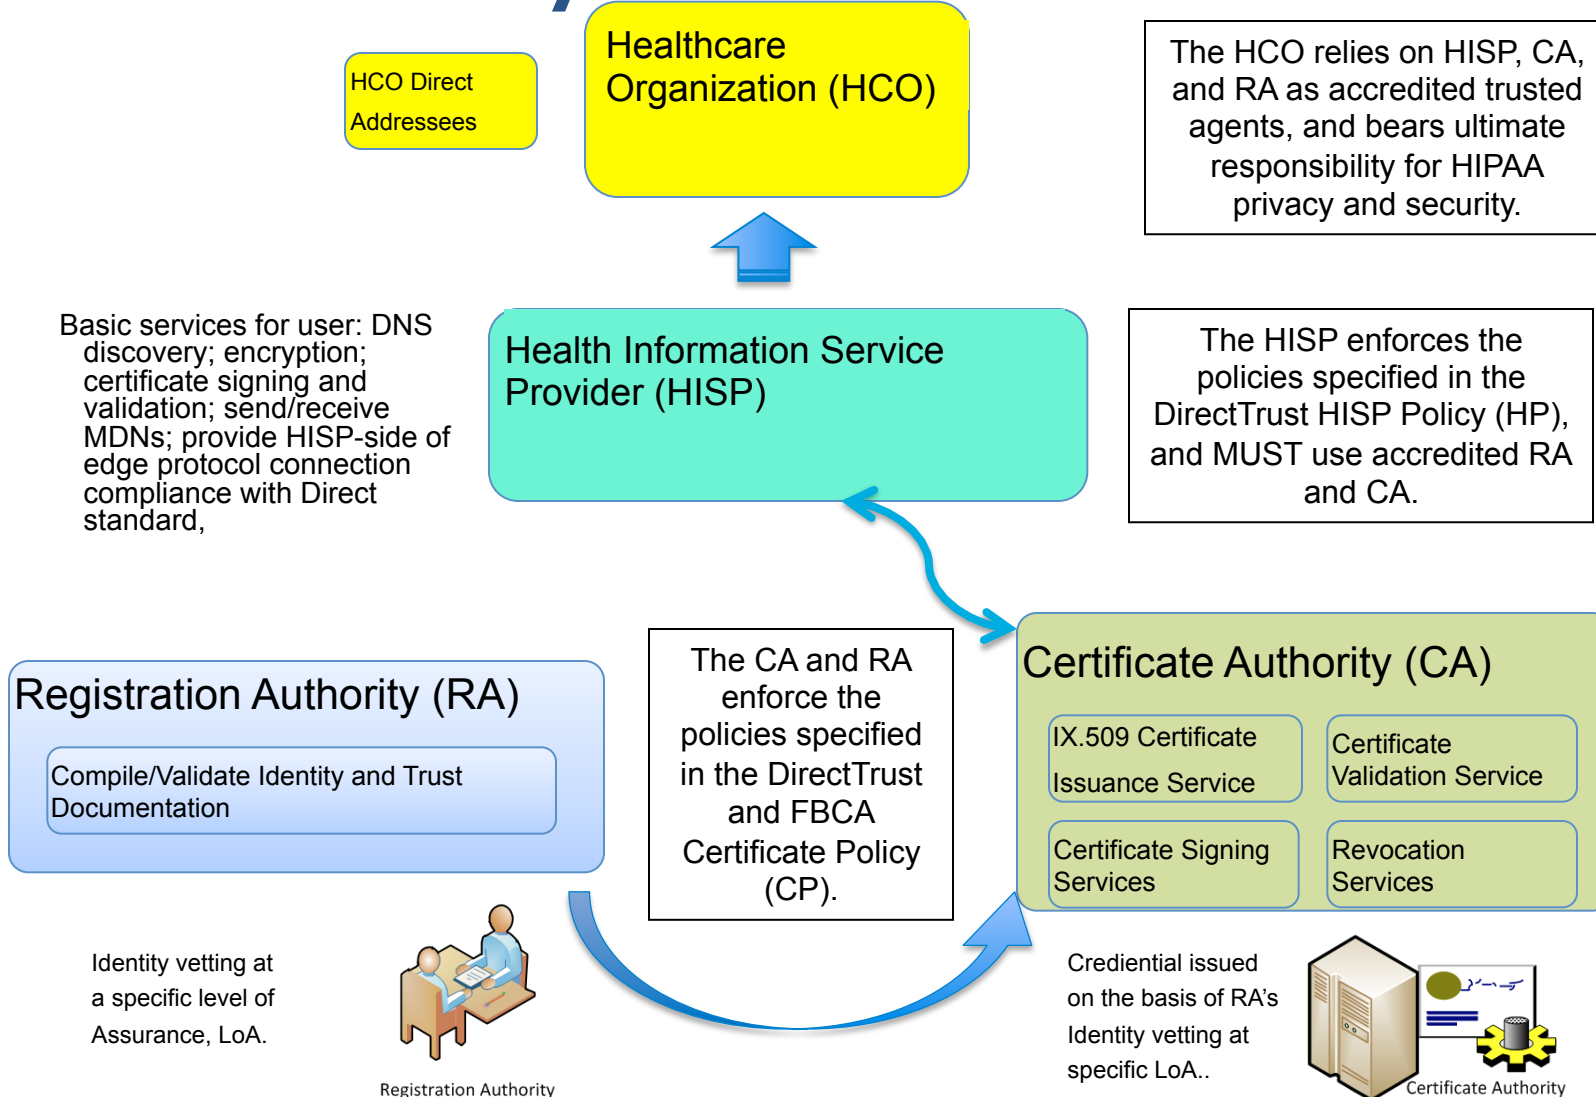 Healthcare
Organization (HCO)
HCO Direct
Addressees
The HCO relies on HISP, CA,
and RA as accredited trusted
agents, and bears ultimate
responsibility for HIPAA
privacy and security.
Basic services for user: DNS
discovery; encryption;
certificate signing and
validation; send/receive
MDNs; provide HISP-side of
edge protocol connection
compliance with Direct
standard,
Health Information Service
Provider (HISP)
The HISP enforces the
policies specified in the
DirectTrust HISP Policy (HP),
and MUST use accredited RA
and CA.
Registration Authority (RA)
Compile/Validate Identity and Trust
Documentation
The CA and RA
enforce the
policies specified
in the DirectTrust
and FBCA
Certificate Policy
(CP).
Certificate Authority (CA)
IX.509 Certificate
Issuance Service
Certificate
Validation Service
Certificate Signing
Services
Revocation
Services
Identity vetting at
a specific level of
Assurance, LoA.
Registration Authority
Crediential issued
on the basis of RA's
Identity vetting at
specific LoA..
Certificate Authority